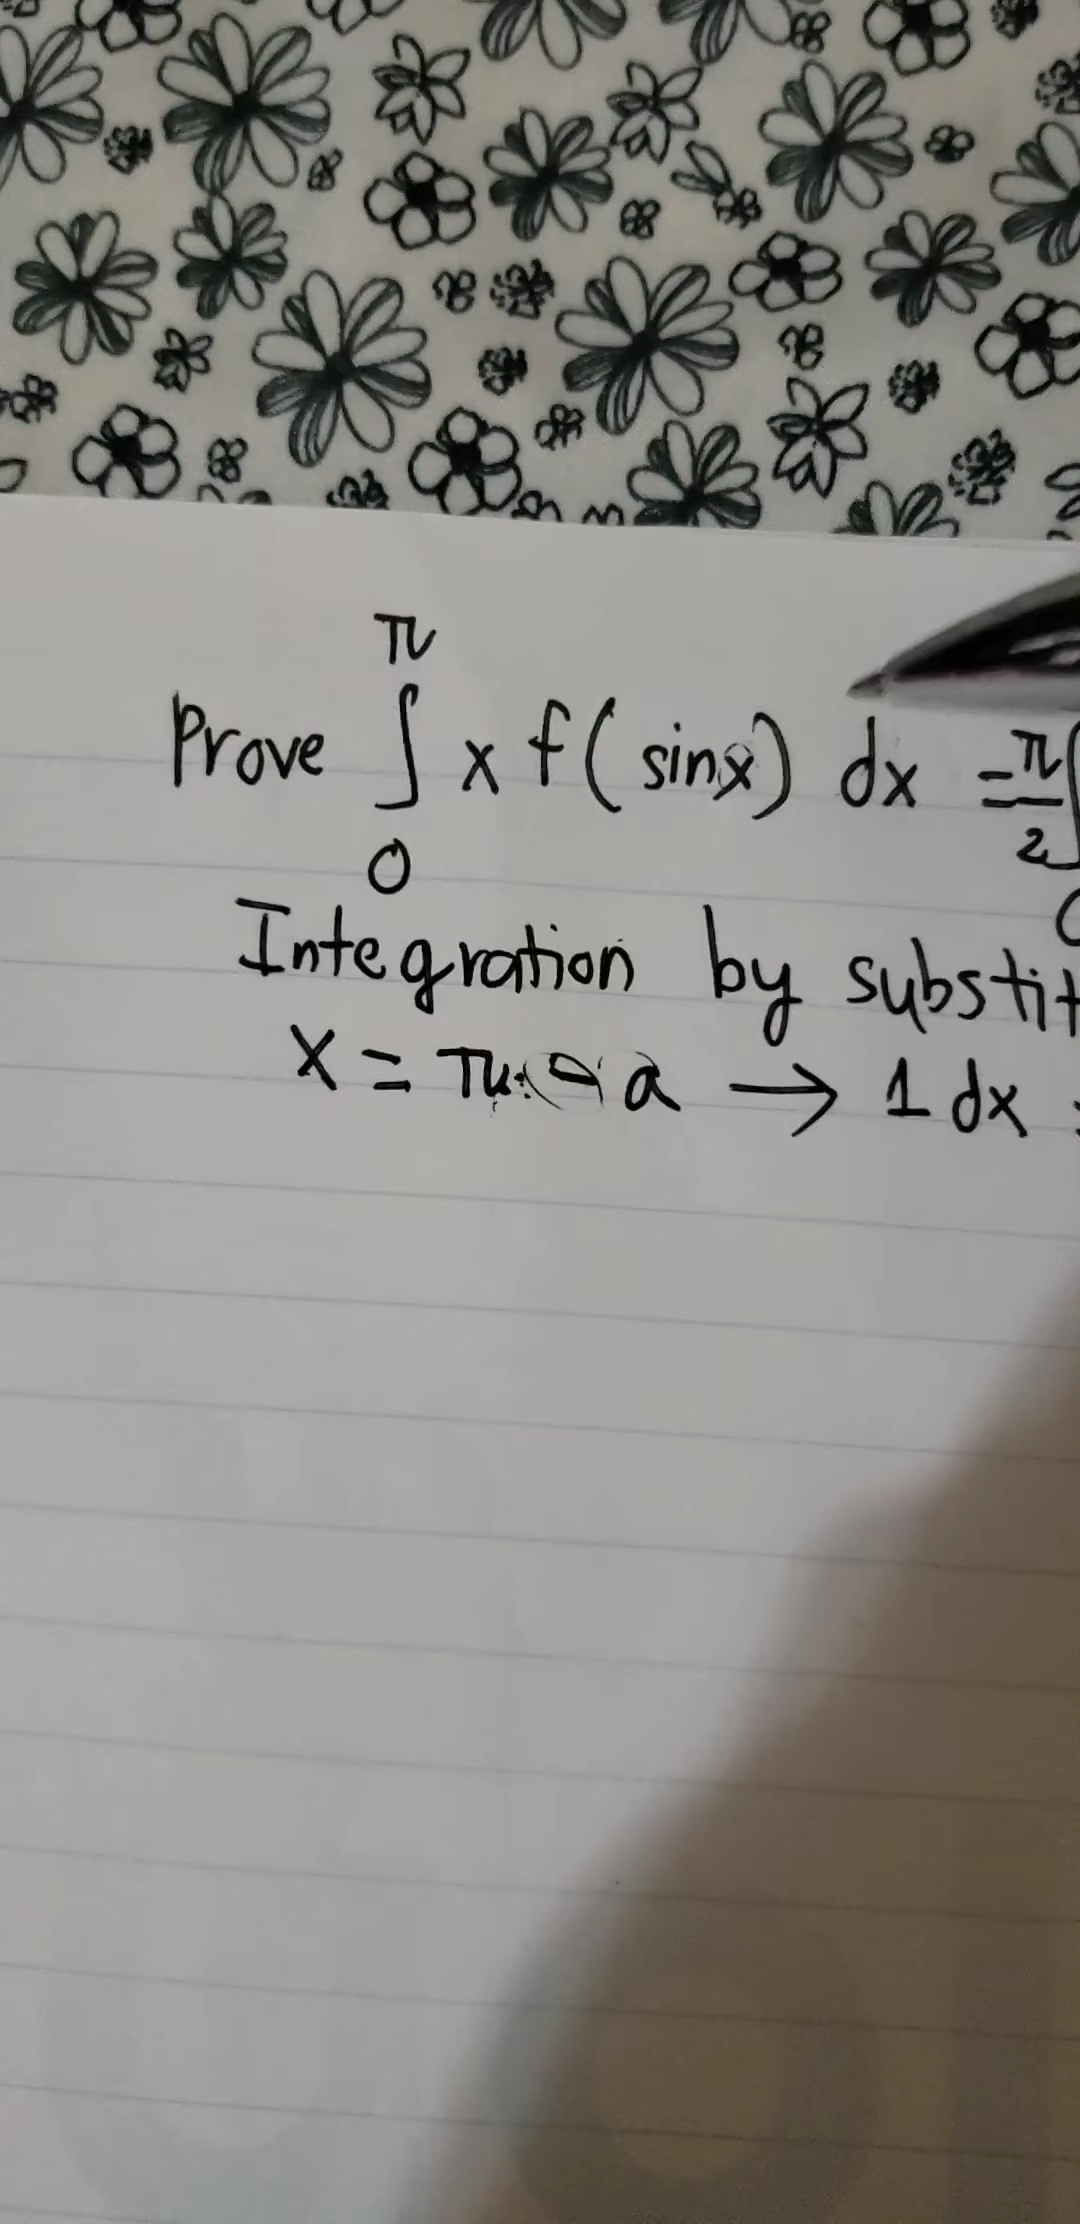 Prove ∫₀^π x f(sinx) dx = π/2 ∫
Integration by substit
x = π - a → 1 dx =